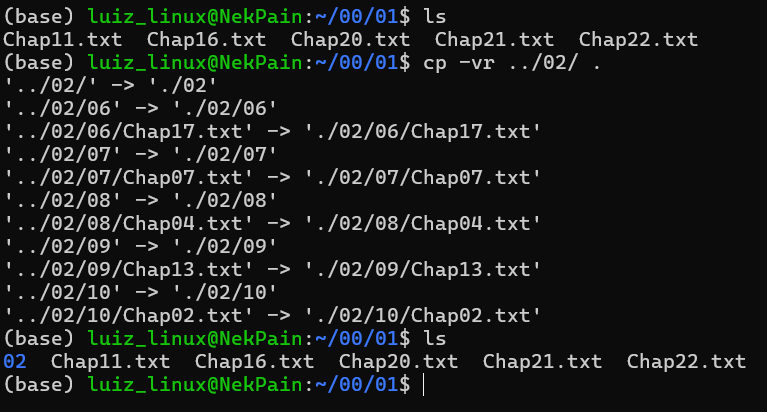 (base) luiz_linux@NekPain:~/00/01$ ls
Chap11.txt  Chap16.txt  Chap20.txt  Chap21.txt  Chap22.txt
(base) luiz_linux@NekPain:~/00/01$ cp -vr ../02/ .
'../02/' -> './02'
'../02/06' -> './02/06'
'../02/06/Chap17.txt' -> './02/06/Chap17.txt'
'../02/07' -> './02/07'
'../02/07/Chap07.txt' -> './02/07/Chap07.txt'
'../02/08' -> './02/08'
'../02/08/Chap04.txt' -> './02/08/Chap04.txt'
'../02/09' -> './02/09'
'../02/09/Chap13.txt' -> './02/09/Chap13.txt'
'../02/10' -> './02/10'
'../02/10/Chap02.txt' -> './02/10/Chap02.txt'
(base) luiz_linux@NekPain:~/00/01$ ls
02  Chap11.txt  Chap16.txt  Chap20.txt  Chap21.txt  Chap22.txt
(base) luiz_linux@NekPain:~/00/01$